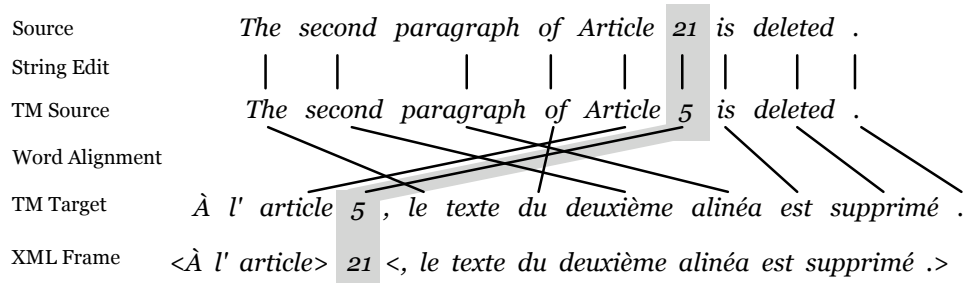 Source The second paragraph of Article 21 is deleted .
String Edit
TM Source The second paragraph of Article 5 is deleted .
Word Alignment
TM Target À l' article 5 , le texte du deuxième alinéa est supprimé .
XML Frame <À l' article> 21 <, le texte du deuxième alinéa est supprimé .>